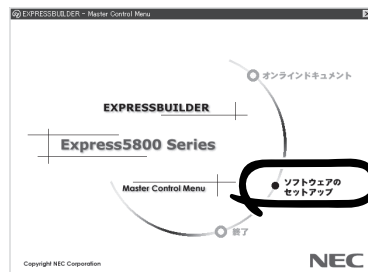 EXPRESSBUILDER - Master Control Menu
オンラインドキュメント
EXPRESSBUILDER
Express5800 Series
ソフトウェアの
セットアップ
Master Control Menu
終了
Copyright NEC Corporation
NEC